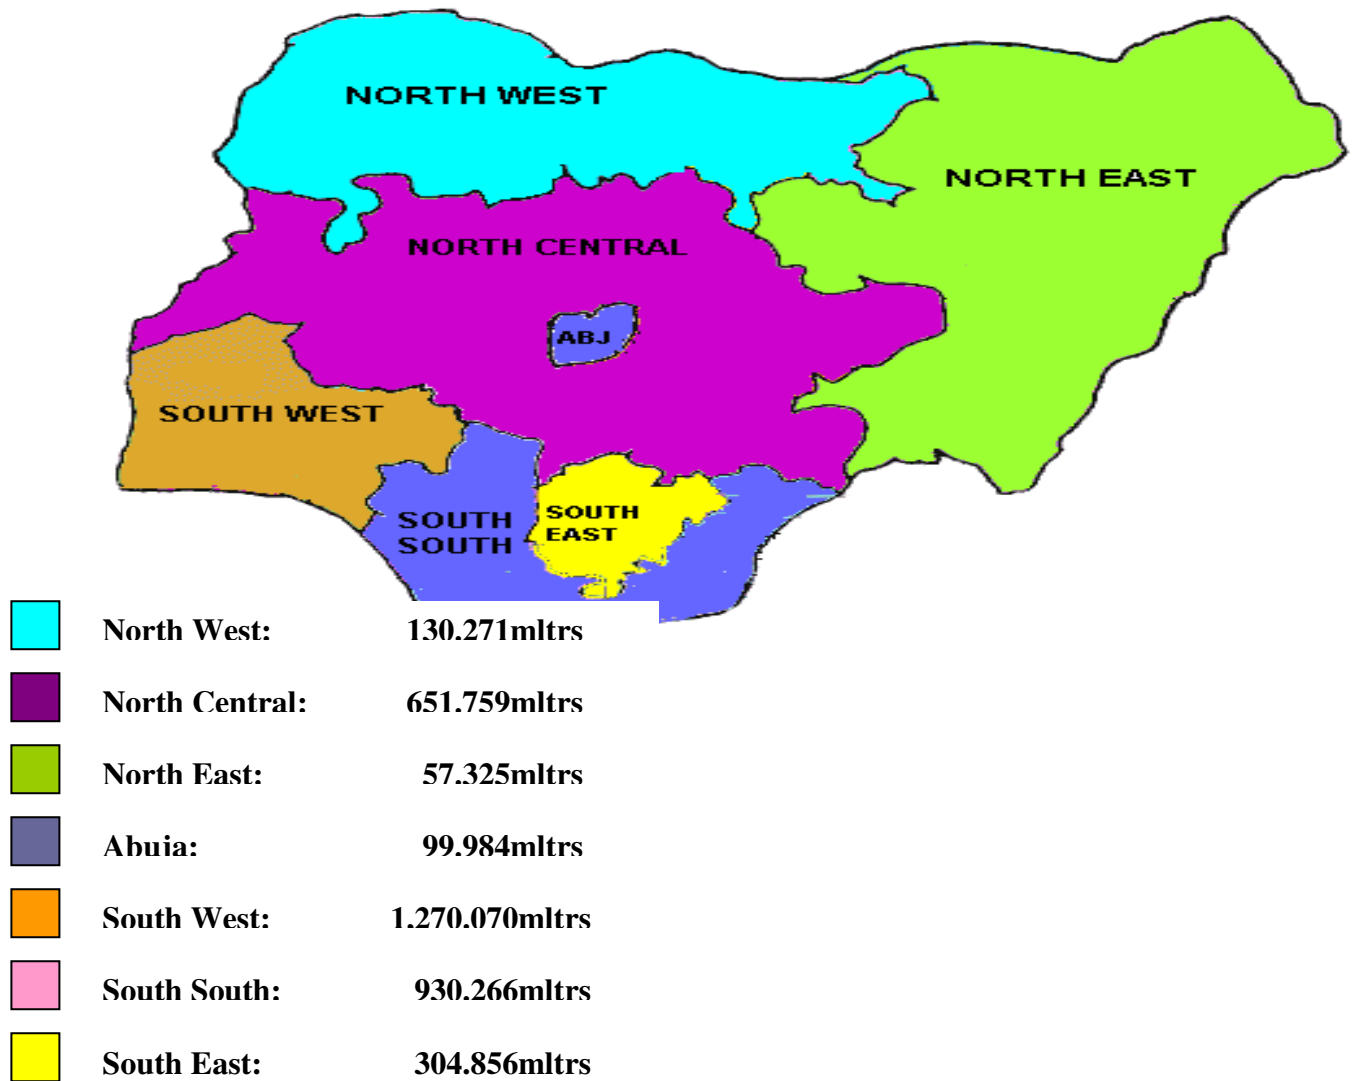 NORTH WEST
NORTH EAST
NORTH CENTRAL
ABJ
SOUTH WEST
SOUTH
SOUTH
SOUTH
EAST
North West: 130.271mltrs
North Central: 651.759mltrs
North East: 57.325mltrs
Abuja: 99.984mltrs
South West: 1.270.070mltrs
South South: 930.266mltrs
South East: 304.856mltrs